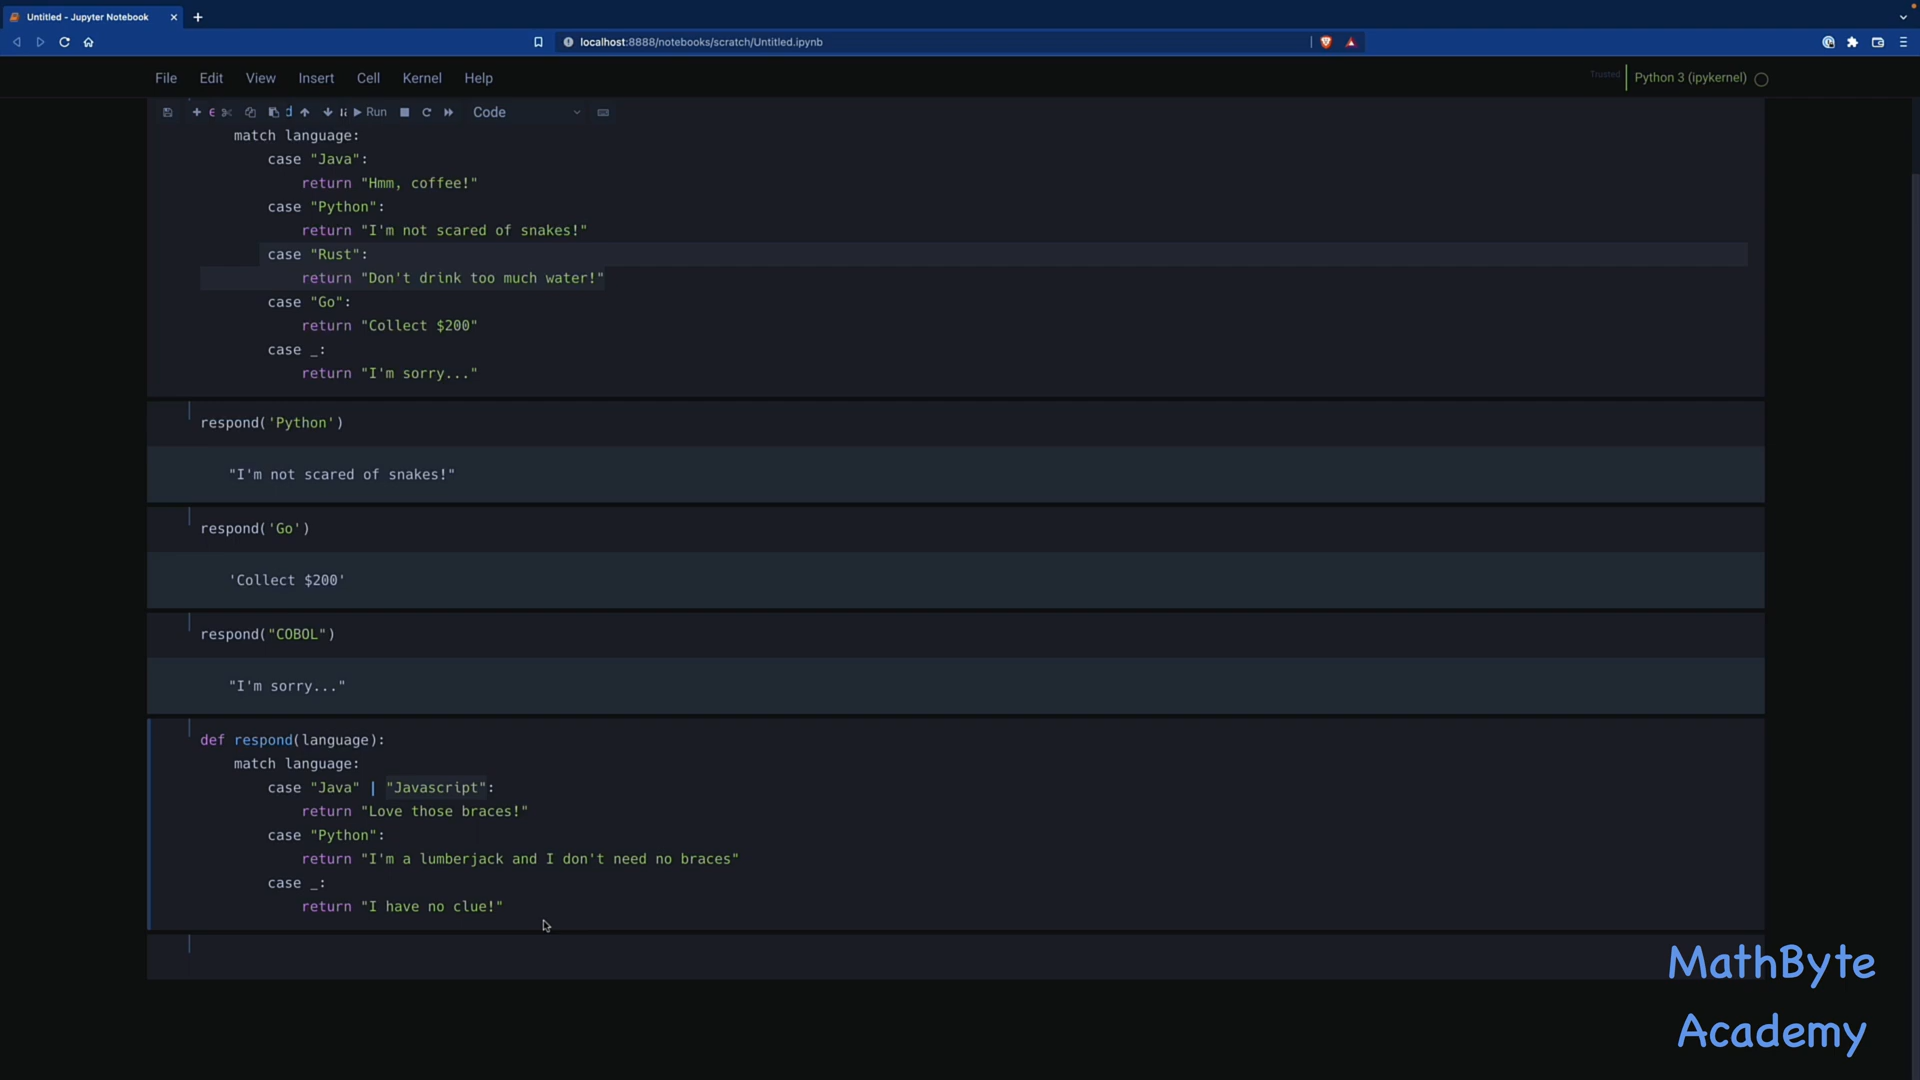 Untitled - Jupyter Notebook
localhost:8888/notebooks/scratch/Untitled.ipynb
File Edit View Insert Cell Kernel Help
Trusted
Python 3 (ipykernel)
Run
Code
match language:
case "Java":
return "Hmm, coffee!"
case "Python":
return "I'm not scared of snakes!"
case "Rust":
return "Don't drink too much water!"
case "Go":
return "Collect $200"
case _:
return "I'm sorry..."
respond('Python')
"I'm not scared of snakes!"
respond('Go')
'Collect $200'
respond("COBOL")
"I'm sorry..."
def respond(language):
match language:
case "Java" | "Javascript":
return "Love those braces!"
case "Python":
return "I'm a lumberjack and I don't need no braces"
case _:
return "I have no clue!"
MathByte
Academy